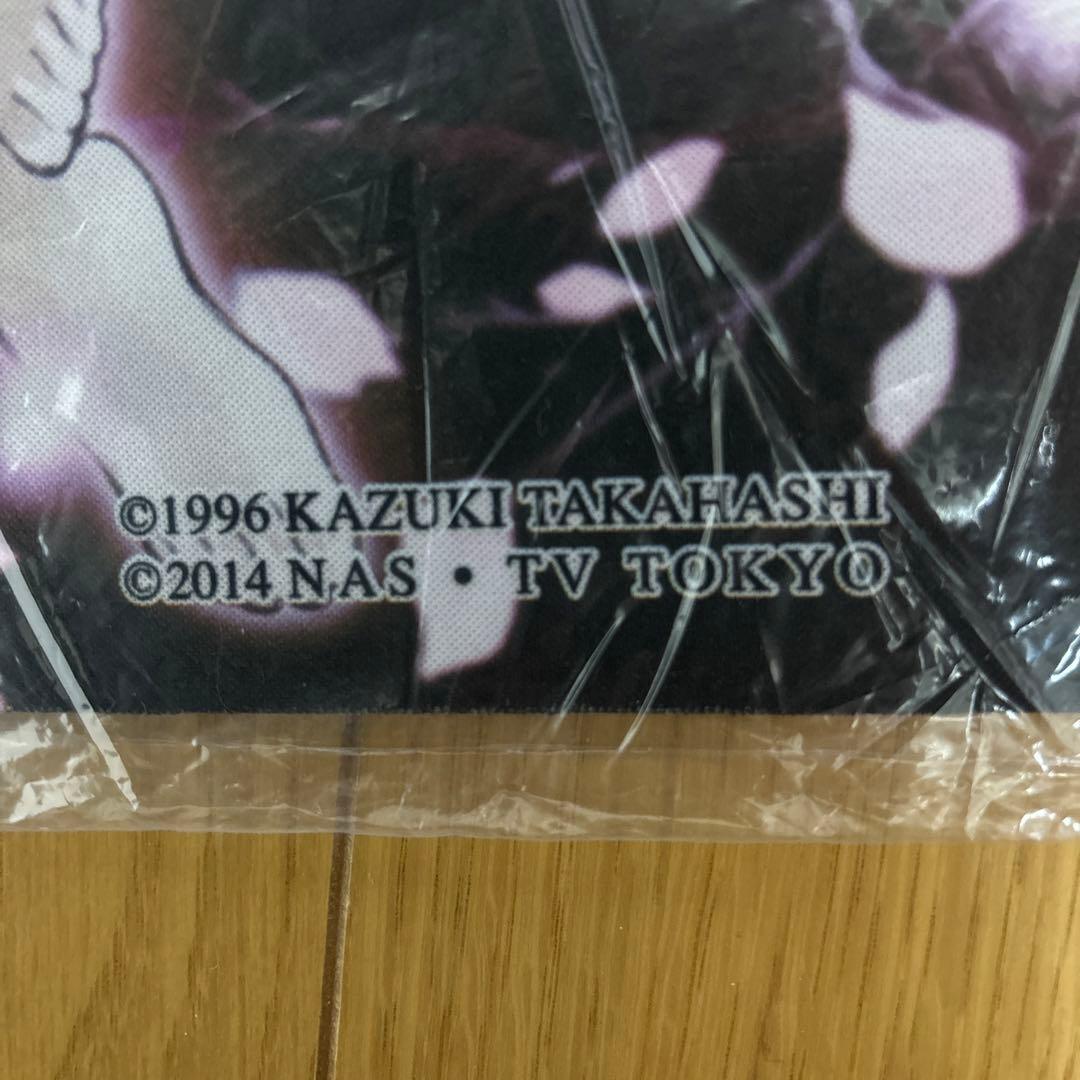 ©1996 KAZUKI TAKAHASHI
©2014 NAS • TV TOKYO